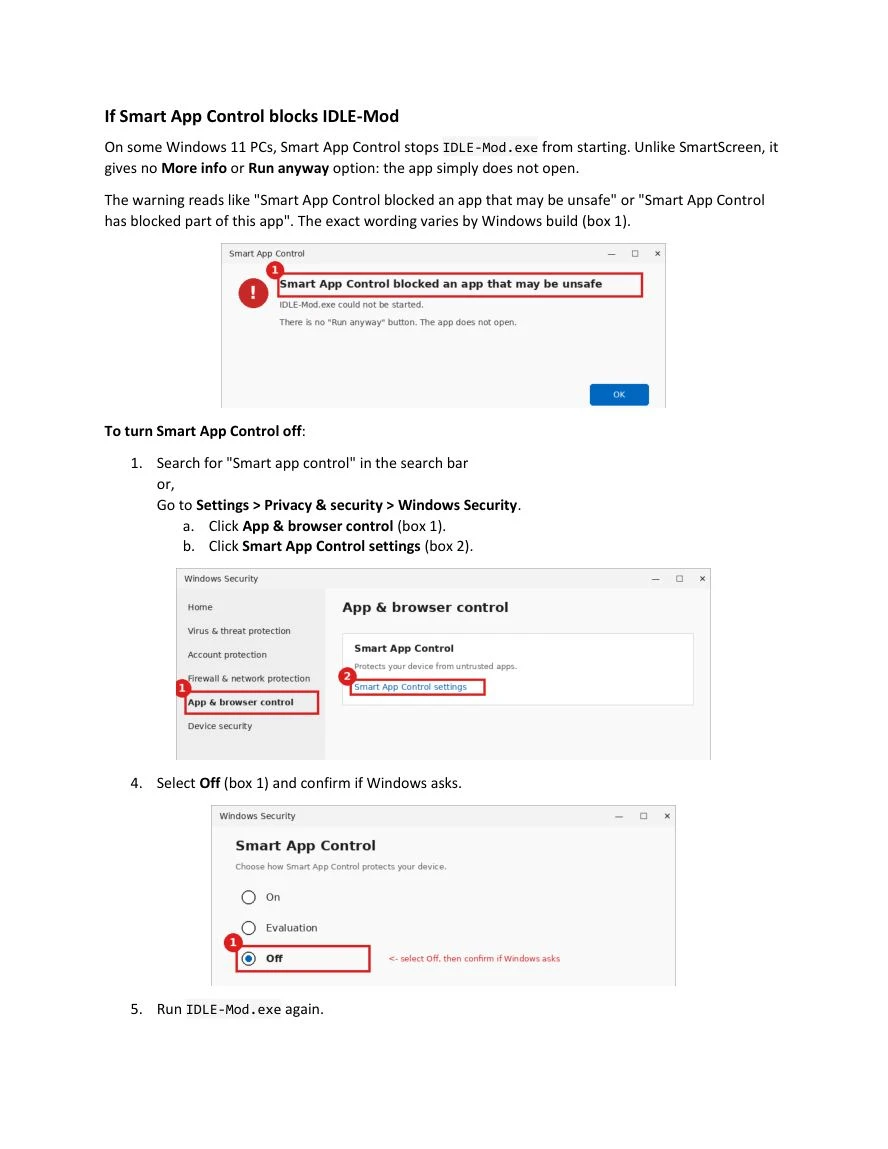 If Smart App Control blocks IDLE-Mod
On some Windows 11 PCs, Smart App Control stops IDLE-Mod.exe from starting. Unlike SmartScreen, it
gives no More info or Run anyway option: the app simply does not open.
The warning reads like "Smart App Control blocked an app that may be unsafe" or "Smart App Control
has blocked part of this app". The exact wording varies by Windows build (box 1).
Smart App Control
1
Smart App Control blocked an app that may be unsafe
!
IDLE-Mod.exe could not be started.
There is no "Run anyway" button. The app does not open.
OK
To turn Smart App Control off:
1. Search for "Smart app control" in the search bar
or,
Go to Settings > Privacy & security > Windows Security.
a. Click App & browser control (box 1).
b. Click Smart App Control settings (box 2).
Windows Security
Home
Virus & threat protection
Account protection
Firewall & network protection
1
App & browser control
Device security
App & browser control
Smart App Control
Protects your device from untrusted apps.
2
Smart App Control settings
4. Select Off (box 1) and confirm if Windows asks.
Windows Security
Smart App Control
Choose how Smart App Control protects your device.
On
Evaluation
1
Off
<- select Off, then confirm if Windows asks
5. Run IDLE-Mod.exe again.